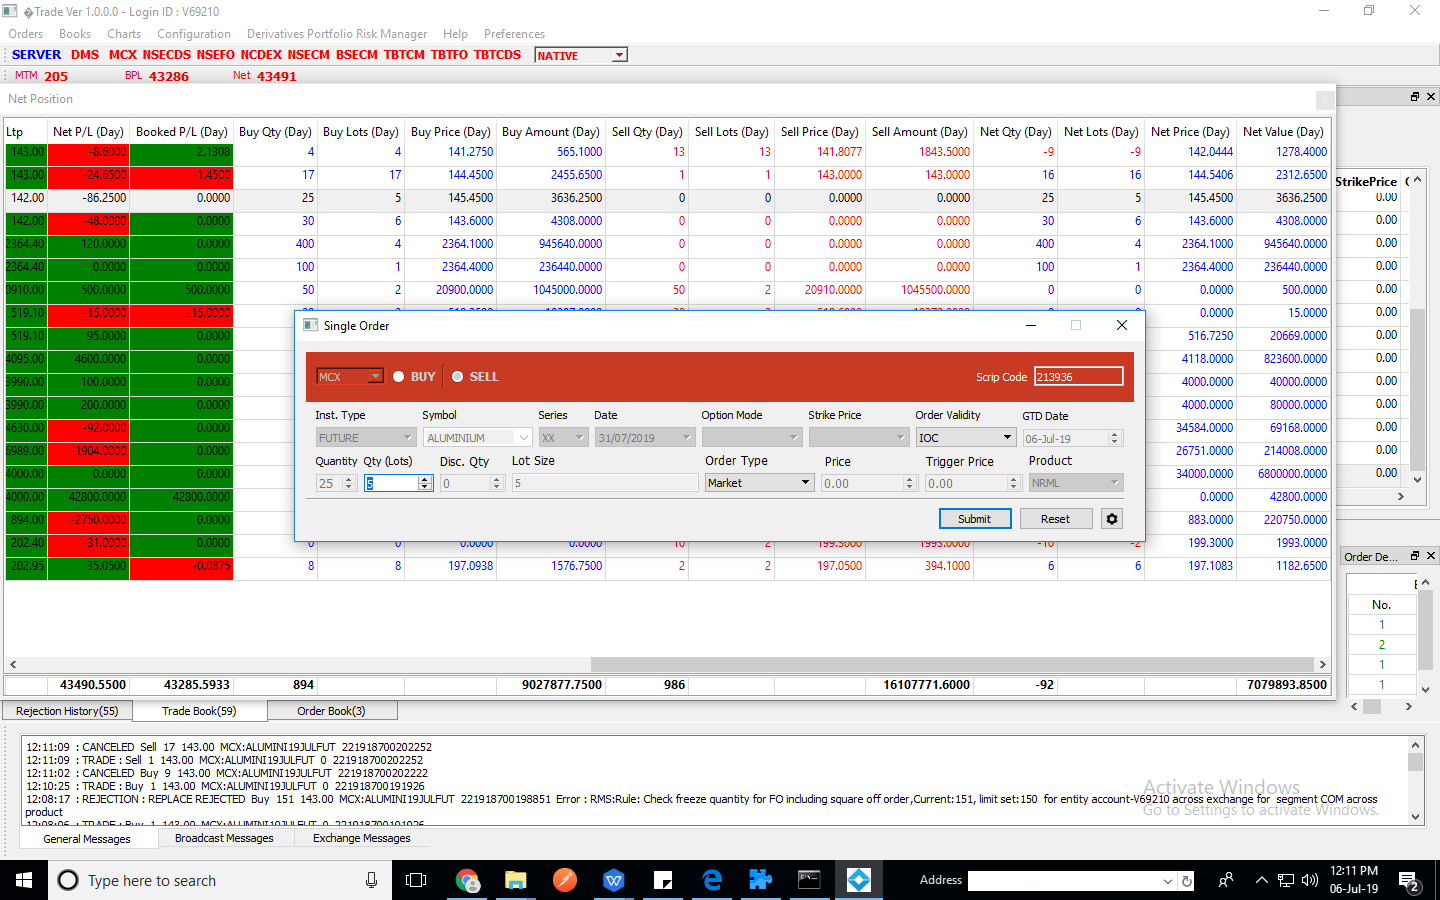 �Trade Ver 1.0.0.0 - Login ID : V69210
Orders Books Charts Configuration Derivatives Portfolio Risk Manager Help Preferences
SERVER DMS MCX NSECDS NSEFO NCDEX NSECM BSECM TBTCM TBTFO TBTCDS NATIVE
MTM 205 BPL 43286 Net 43491
Net Position
Ltp Net P/L (Day) Booked P/L (Day) Buy Qty (Day) Buy Lots (Day) Buy Price (Day) Buy Amount (Day) Sell Qty (Day) Sell Lots (Day) Sell Price (Day) Sell Amount (Day) Net Qty (Day) Net Lots (Day) Net Price (Day) Net Value (Day)
143.00 -8.6000 2.1308 4 4 141.2750 565.1000 13 13 141.8077 1843.5000 -9 -9 142.0444 1278.4000
143.00 -24.6500 -1.4500 17 17 144.4500 2455.6500 1 1 143.0000 143.0000 16 16 144.5406 2312.6500
StrikePrice
142.00 -86.2500 0.0000 25 5 145.4500 3636.2500 0 0 0.0000 0.0000 25 5 145.4500 3636.2500 0.00
142.00 -48.0000 0.0000 30 6 143.6000 4308.0000 0 0 0.0000 0.0000 30 6 143.6000 4308.0000 0.00
2364.40 120.0000 0.0000 400 4 2364.1000 945640.0000 0 0 0.0000 0.0000 400 4 2364.1000 945640.0000 0.00
2364.40 0.0000 0.0000 100 1 2364.4000 236440.0000 0 0 0.0000 0.0000 100 1 2364.4000 236440.0000 0.00
0910.00 500.0000 500.0000 50 2 20900.0000 1045000.0000 50 2 20910.0000 1045500.0000 0 0 0.0000 500.0000 0.00
519.10 -15.0000 -15.0000 0.0000 15.0000 0.00
519.10 95.0000 0.0000 516.7250 20669.0000 0.00
4095.00 4600.0000 0.0000 4118.0000 823600.0000 0.00
3990.00 100.0000 0.0000 4000.0000 40000.0000 0.00
3990.00 200.0000 0.0000 4000.0000 80000.0000 0.00
4630.00 -92.0000 0.0000 34584.0000 69168.0000 0.00
6989.00 -1904.0000 0.0000 26751.0000 214008.0000 0.00
4000.00 0.0000 0.0000 34000.0000 6800000.0000 0.00
4000.00 42800.0000 42800.0000 0.0000 42800.0000
894.00 -2750.0000 0.0000 883.0000 220750.0000
202.40 -31.0000 0.0000 0 0 0.0000 0.0000 10 2 199.3000 1993.0000 -10 -2 199.3000 1993.0000
202.95 35.0500 -0.0875 8 8 197.0938 1576.7500 2 2 197.0500 394.1000 6 6 197.1083 1182.6500
Single Order
MCX BUY SELL Scrip Code 213936
Inst. Type Symbol Series Date Option Mode Strike Price Order Validity GTD Date
FUTURE ALUMINIUM XX 31/07/2019 IOC 06-Jul-19
Quantity Qty (Lots) Disc. Qty Lot Size Order Type Price Trigger Price Product
25 5 0 5 Market 0.00 0.00 NRML
Submit Reset
43490.5500 43285.5933 894 9027877.7500 986 16107771.6000 -92 7079893.8500
Order De...
No.
1
2
1
1
Rejection History(55) Trade Book(59) Order Book(3)
12:11:09 : CANCELED Sell 17 143.00 MCX:ALUMINI19JULFUT 221918700202252
12:11:09 : TRADE : Sell 1 143.00 MCX:ALUMINI19JULFUT 0 221918700202252
12:11:02 : CANCELED Buy 9 143.00 MCX:ALUMINI19JULFUT 221918700202222
12:10:25 : TRADE : Buy 1 143.00 MCX:ALUMINI19JULFUT 0 221918700191926
12:08:17 : REJECTION : REPLACE REJECTED Buy 151 143.00 MCX:ALUMINI19JULFUT 221918700198851 Error : RMS:Rule: Check freeze quantity for FO including square off order,Current:151, limit set:150 for entity account-V69210 across exchange for segment COM across
product
12:08:06 : TRADE : Buy 1 143.00 MCX:ALUMINI19JULFUT 0 221918700191926
General Messages Broadcast Messages Exchange Messages
Activate Windows
Go to Settings to activate Windows.
Type here to search Address 12:11 PM
06-Jul-19
2